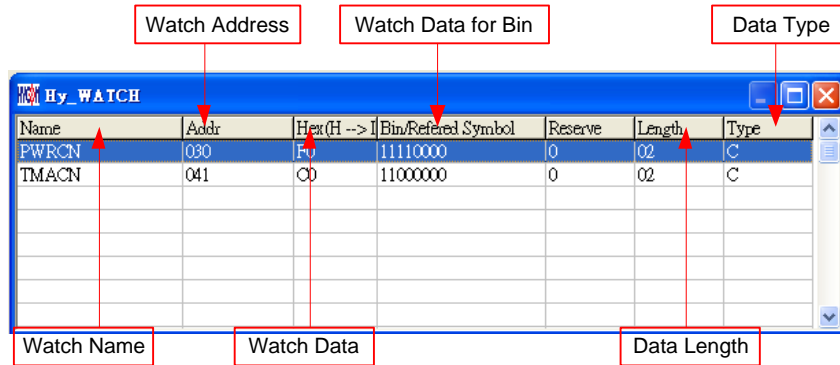 Watch Address Watch Data for Bin Data Type
Hy_WATCH
Name Addr Hex(H --> I Bin/Refered Symbol Reserve Length Type
PWRCN 030 F0 11110000 0 02 C
TMACN 041 C0 11000000 0 02 C
Watch Name Watch Data Data Length